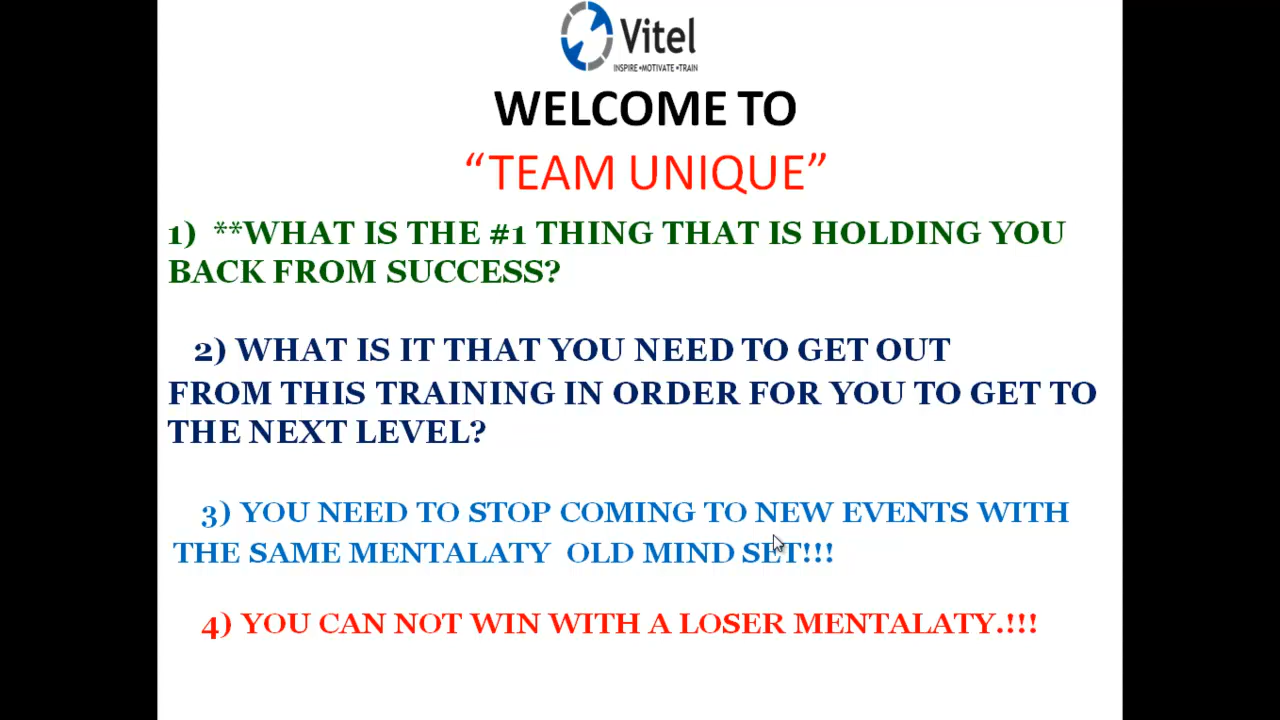 Vitel
INSPIRE •MOTIVATE •TRAIN
WELCOME TO
“TEAM UNIQUE”
1) **WHAT IS THE #1 THING THAT IS HOLDING YOU
BACK FROM SUCCESS?
2) WHAT IS IT THAT YOU NEED TO GET OUT
FROM THIS TRAINING IN ORDER FOR YOU TO GET TO
THE NEXT LEVEL?
3) YOU NEED TO STOP COMING TO NEW EVENTS WITH
THE SAME MENTALATY OLD MIND SET!!!
4) YOU CAN NOT WIN WITH A LOSER MENTALATY.!!!